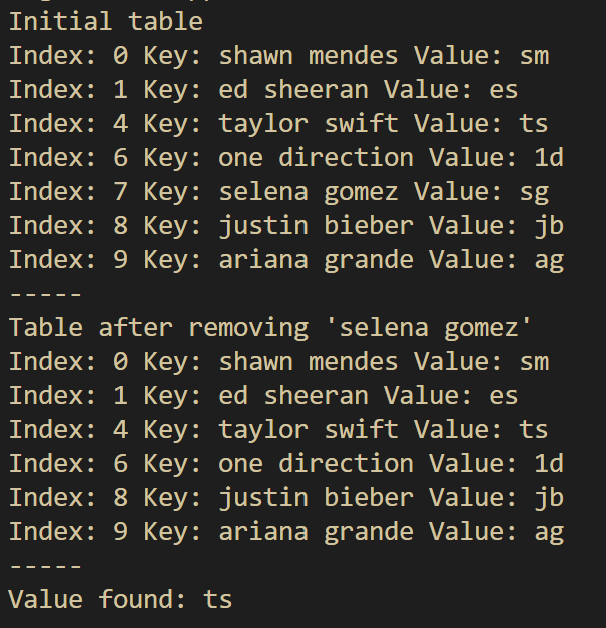 Initial table
Index: 0 Key: shawn mendes Value: sm
Index: 1 Key: ed sheeran Value: es
Index: 4 Key: taylor swift Value: ts
Index: 6 Key: one direction Value: 1d
Index: 7 Key: selena gomez Value: sg
Index: 8 Key: justin bieber Value: jb
Index: 9 Key: ariana grande Value: ag
-----
Table after removing 'selena gomez'
Index: 0 Key: shawn mendes Value: sm
Index: 1 Key: ed sheeran Value: es
Index: 4 Key: taylor swift Value: ts
Index: 6 Key: one direction Value: 1d
Index: 8 Key: justin bieber Value: jb
Index: 9 Key: ariana grande Value: ag
-----
Value found: ts